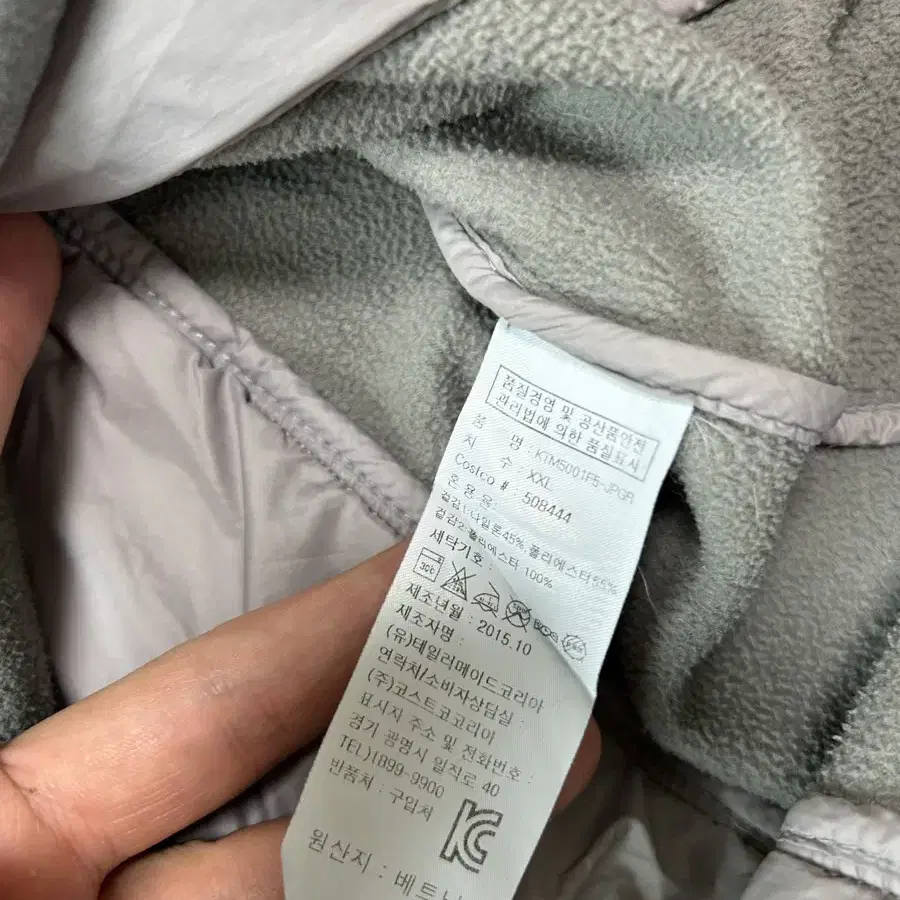 품질경영 및 공산품안전
관리법에 의한 품질표시
품 명 : KTM5001F5-JPGR
치 수 : XXL
Costco # : 508444
혼용율:
겉감1:나일론45%,폴리에스터55%
겉감2:폴리에스터 100%
세탁기호 :
30℃
제조년월 : 2015.10
제조자명 :
(유)테일러메이드코리아
연락처/소비자상담실 :
(주)코스트코코리아
표시지 주소 및 전화번호 :
경기 광명시 일직로 40
TEL)1899-9900
반품처 : 구입처
원산지 :